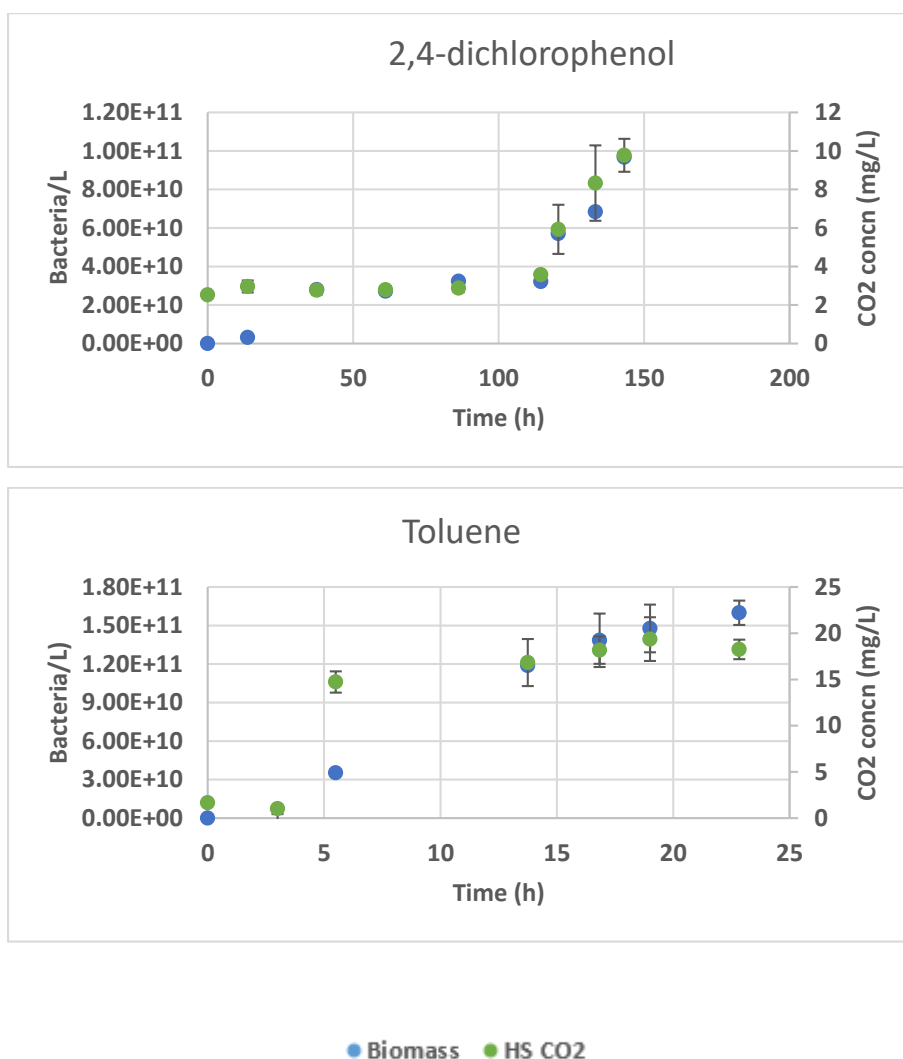 2,4-dichlorophenol
1.20E+11
1.00E+11
8.00E+10
6.00E+10
4.00E+10
2.00E+10
0.00E+00
Bacteria/L
12
10
8
6
4
2
0
CO2 concn (mg/L)
0 50 100 150 200
Time (h)
Toluene
1.80E+11
1.50E+11
1.20E+11
9.00E+10
6.00E+10
3.00E+10
0.00E+00
Bacteria/L)
25
20
15
10
5
0
CO2 concn (mg/L)
0 5 10 15 20 25
Time (h)
Biomass HS CO2